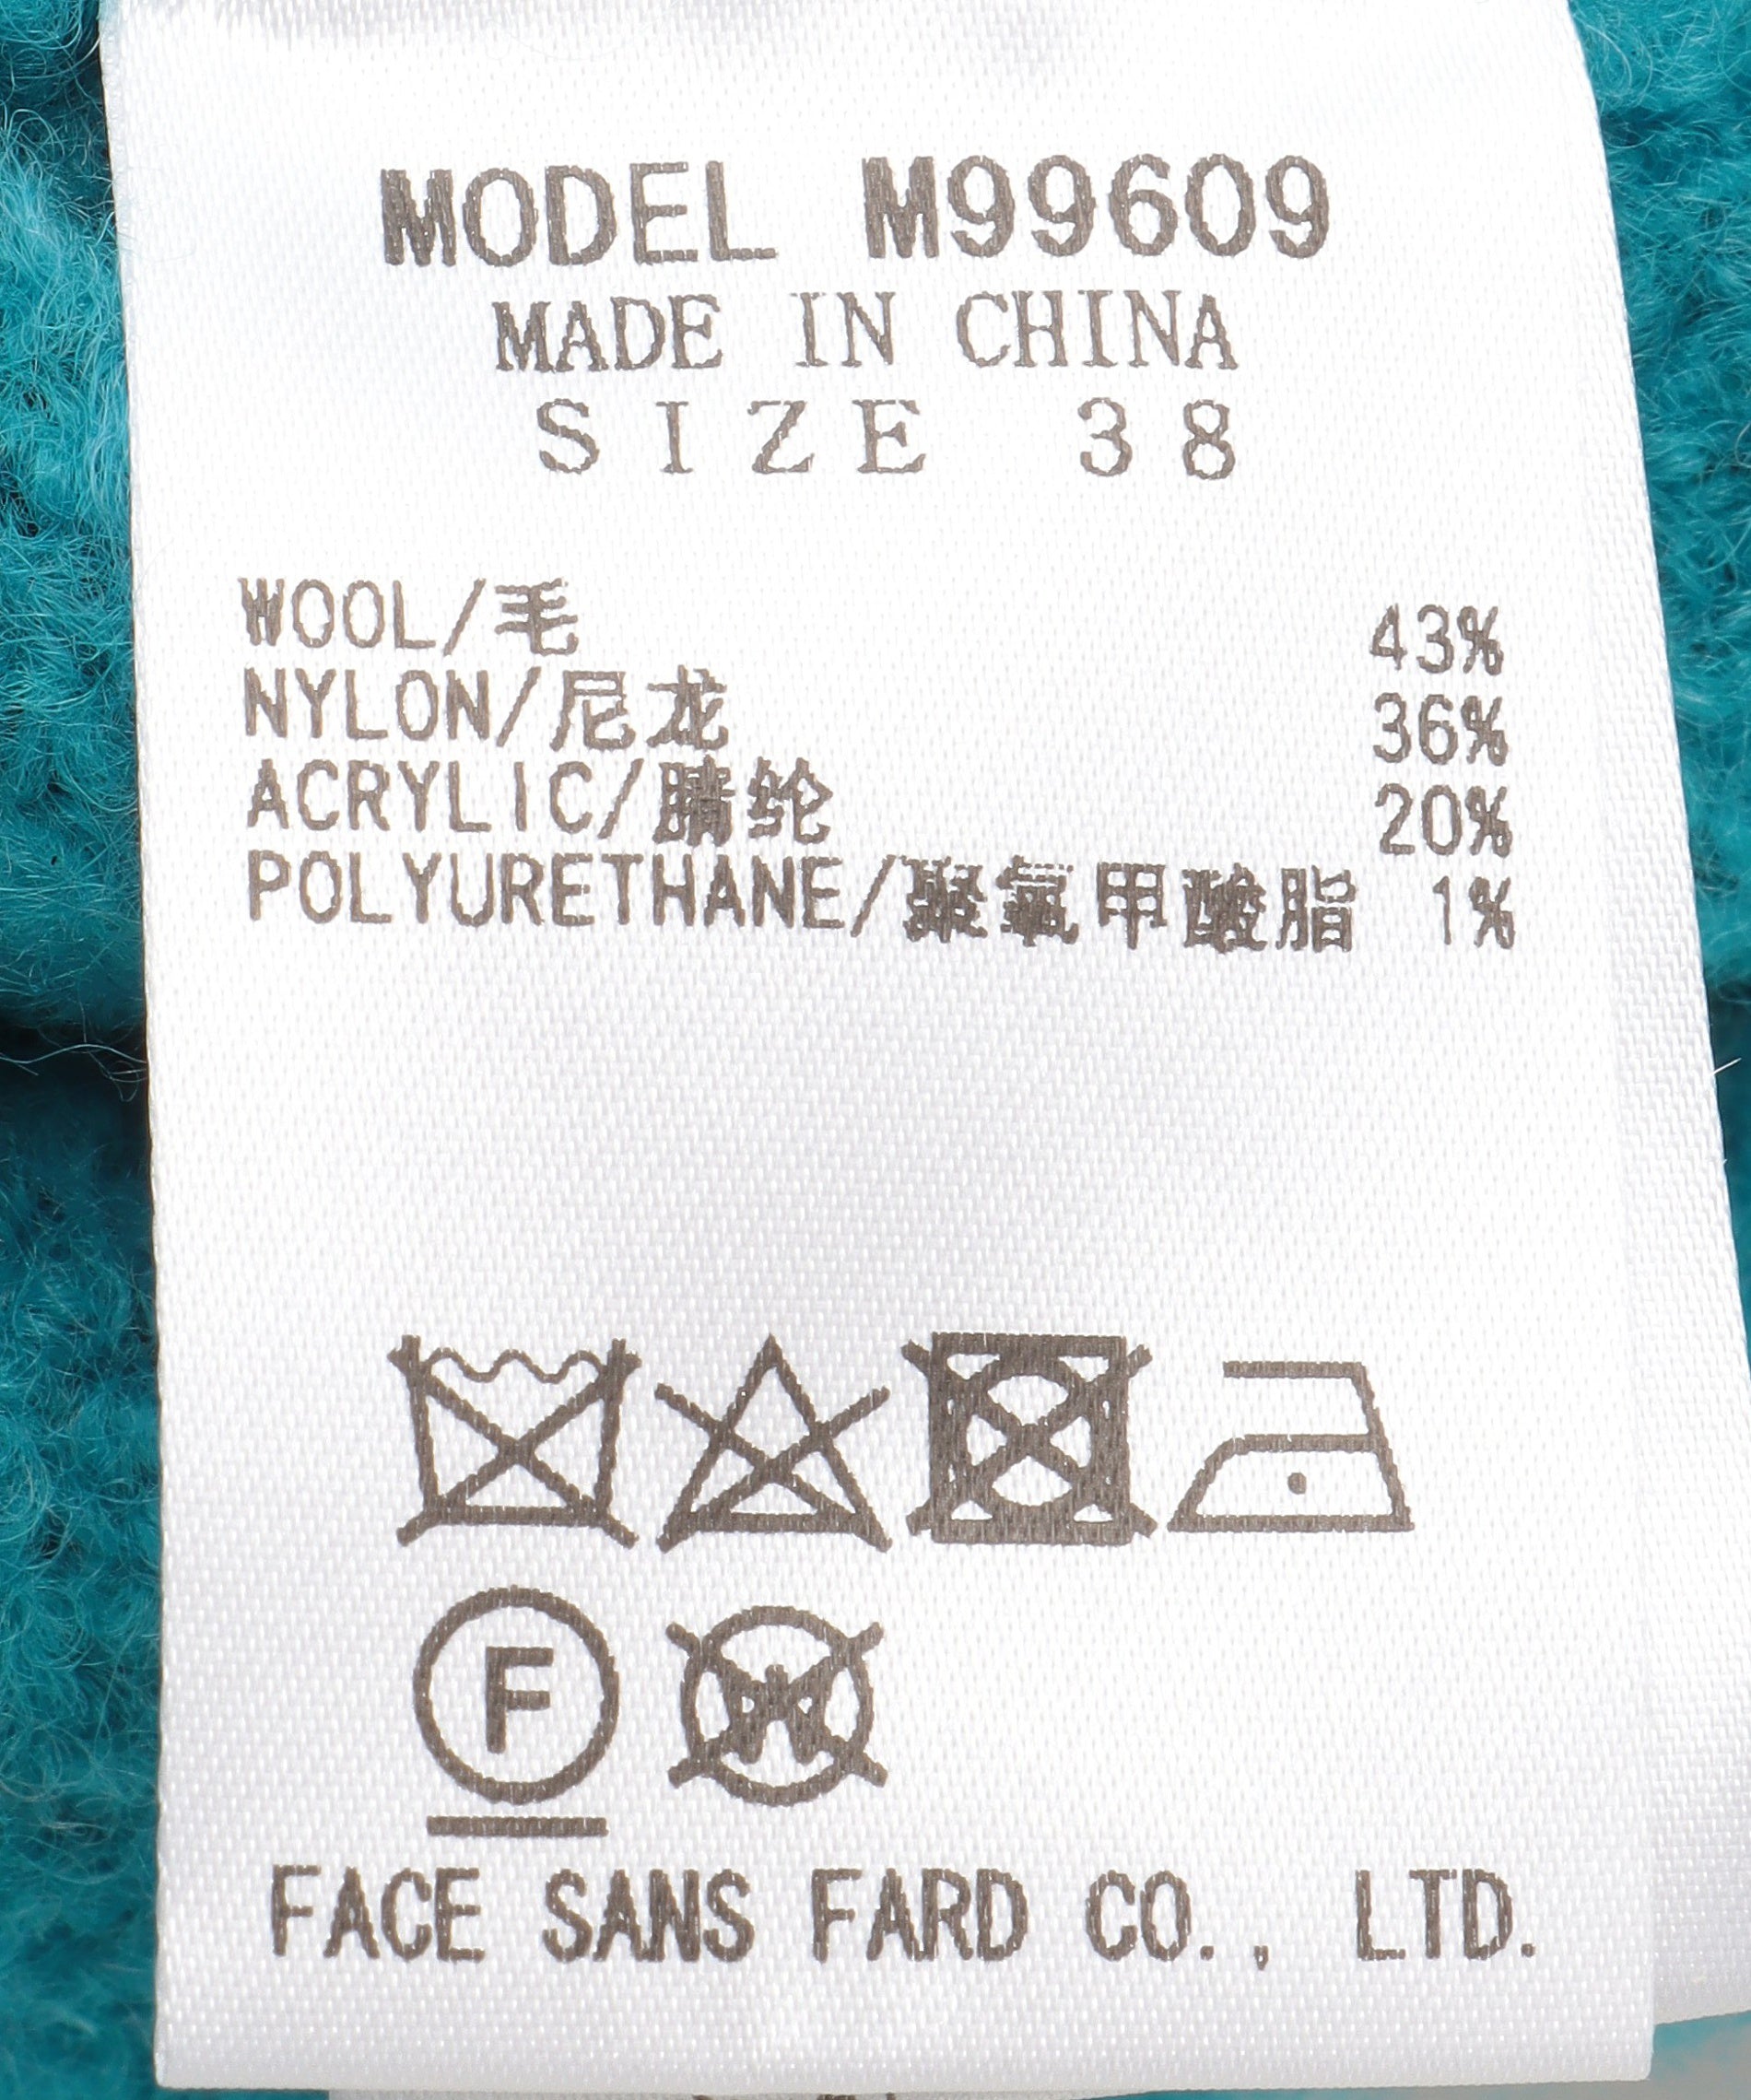 MODEL M99609
MADE IN CHINA
SIZE 38
WOOL/毛 43%
NYLON/尼龙 36%
ACRYLIC/腈纶 20%
POLYURETHANE/聚氨甲酸脂 1%
F
W
FACE SANS FARD CO., LTD.